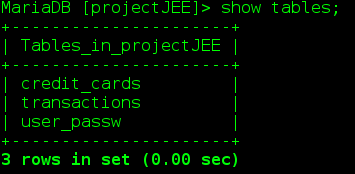 MariaDB [projectJEE]> show tables;
+----------------------+
| Tables_in_projectJEE |
+----------------------+
| credit_cards         |
| transactions         |
| user_passw           |
+----------------------+
3 rows in set (0.00 sec)